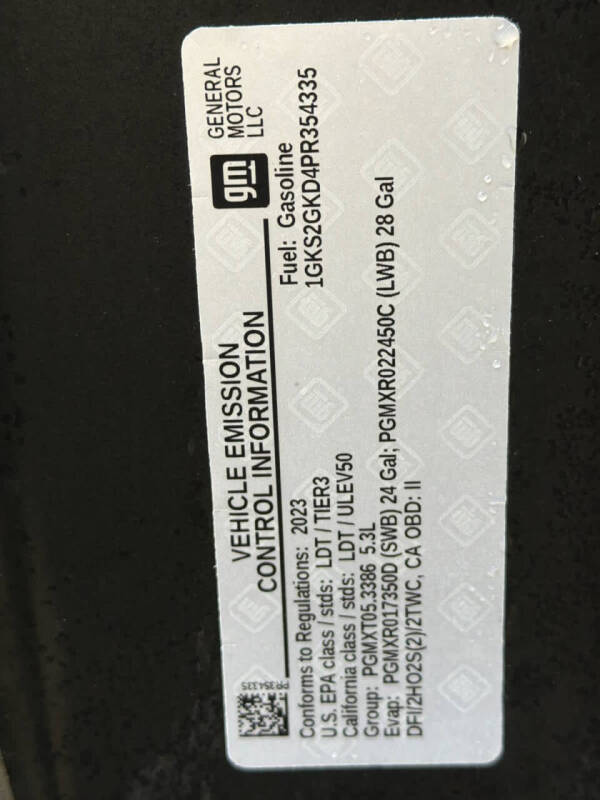 VEHICLE EMISSION
CONTROL INFORMATION
gm
GENERAL
MOTORS
LLC
Fuel: Gasoline
1GKS2GKD4PR354335
PR354335
Conforms to Regulations: 2023
U.S. EPA class / stds: LDT / TIER3
California class / stds: LDT / ULEV50
Group: PGMXT05.3386 5.3L
Evap: PGMXR017350D (SWB) 24 Gal; PGMXR022450C (LWB) 28 Gal
DFI/2HO2S(2)/2TWC, CA OBD: II